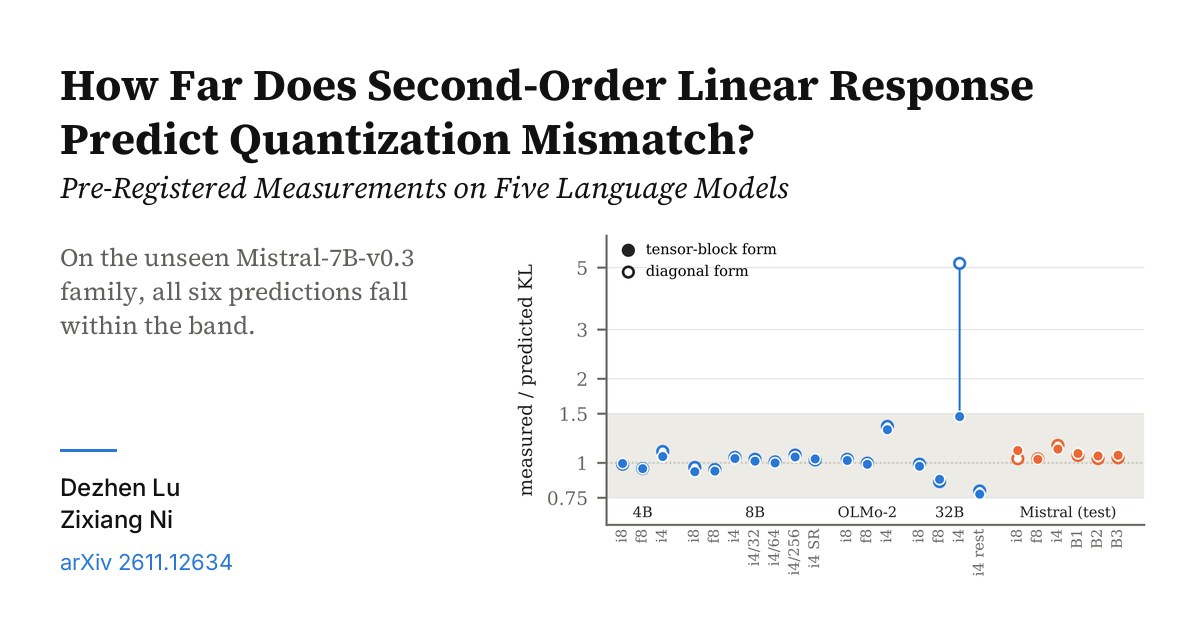 How Far Does Second-Order Linear Response
Predict Quantization Mismatch?
Pre-Registered Measurements on Five Language Models
On the unseen Mistral-7B-v0.3
family, all six predictions fall
within the band.
Dezhen Lu
Zixiang Ni
arXiv 2611.12634
measured / predicted KL
tensor-block form
diagonal form
5
3
2
1.5
1
0.75
4B 8B OLMo-2 32B Mistral (test)
i8 f8 i4 i8 f8 i4 i4/32 i4/64 i4/256 i4 SR i8 f8 i4 i8 f8 i4 i4 rest i8 f8 i4 B1 B2 B3